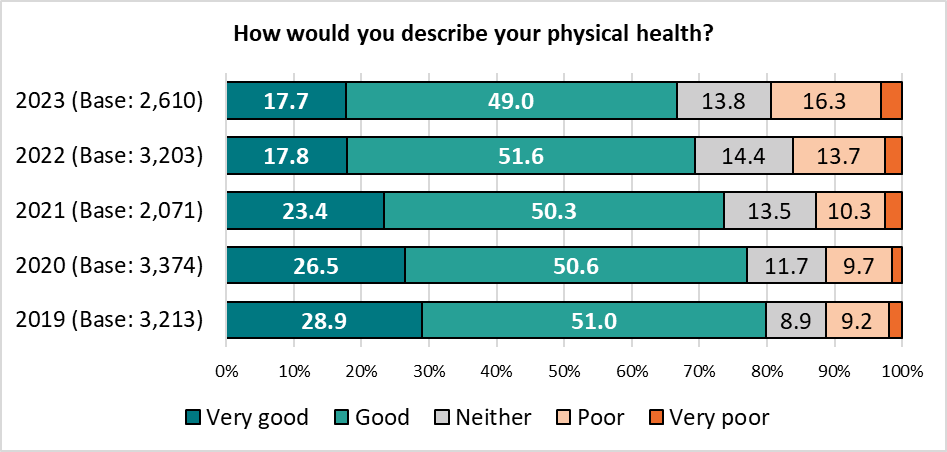 How would you describe your physical health?
2023 (Base: 2,610) 17.7 49.0 13.8 16.3
2022 (Base: 3,203) 17.8 51.6 14.4 13.7
2021 (Base: 2,071) 23.4 50.3 13.5 10.3
2020 (Base: 3,374) 26.5 50.6 11.7 9.7
2019 (Base: 3,213) 28.9 51.0 8.9 9.2
0% 10% 20% 30% 40% 50% 60% 70% 80% 90% 100%
Very good Good Neither Poor Very poor